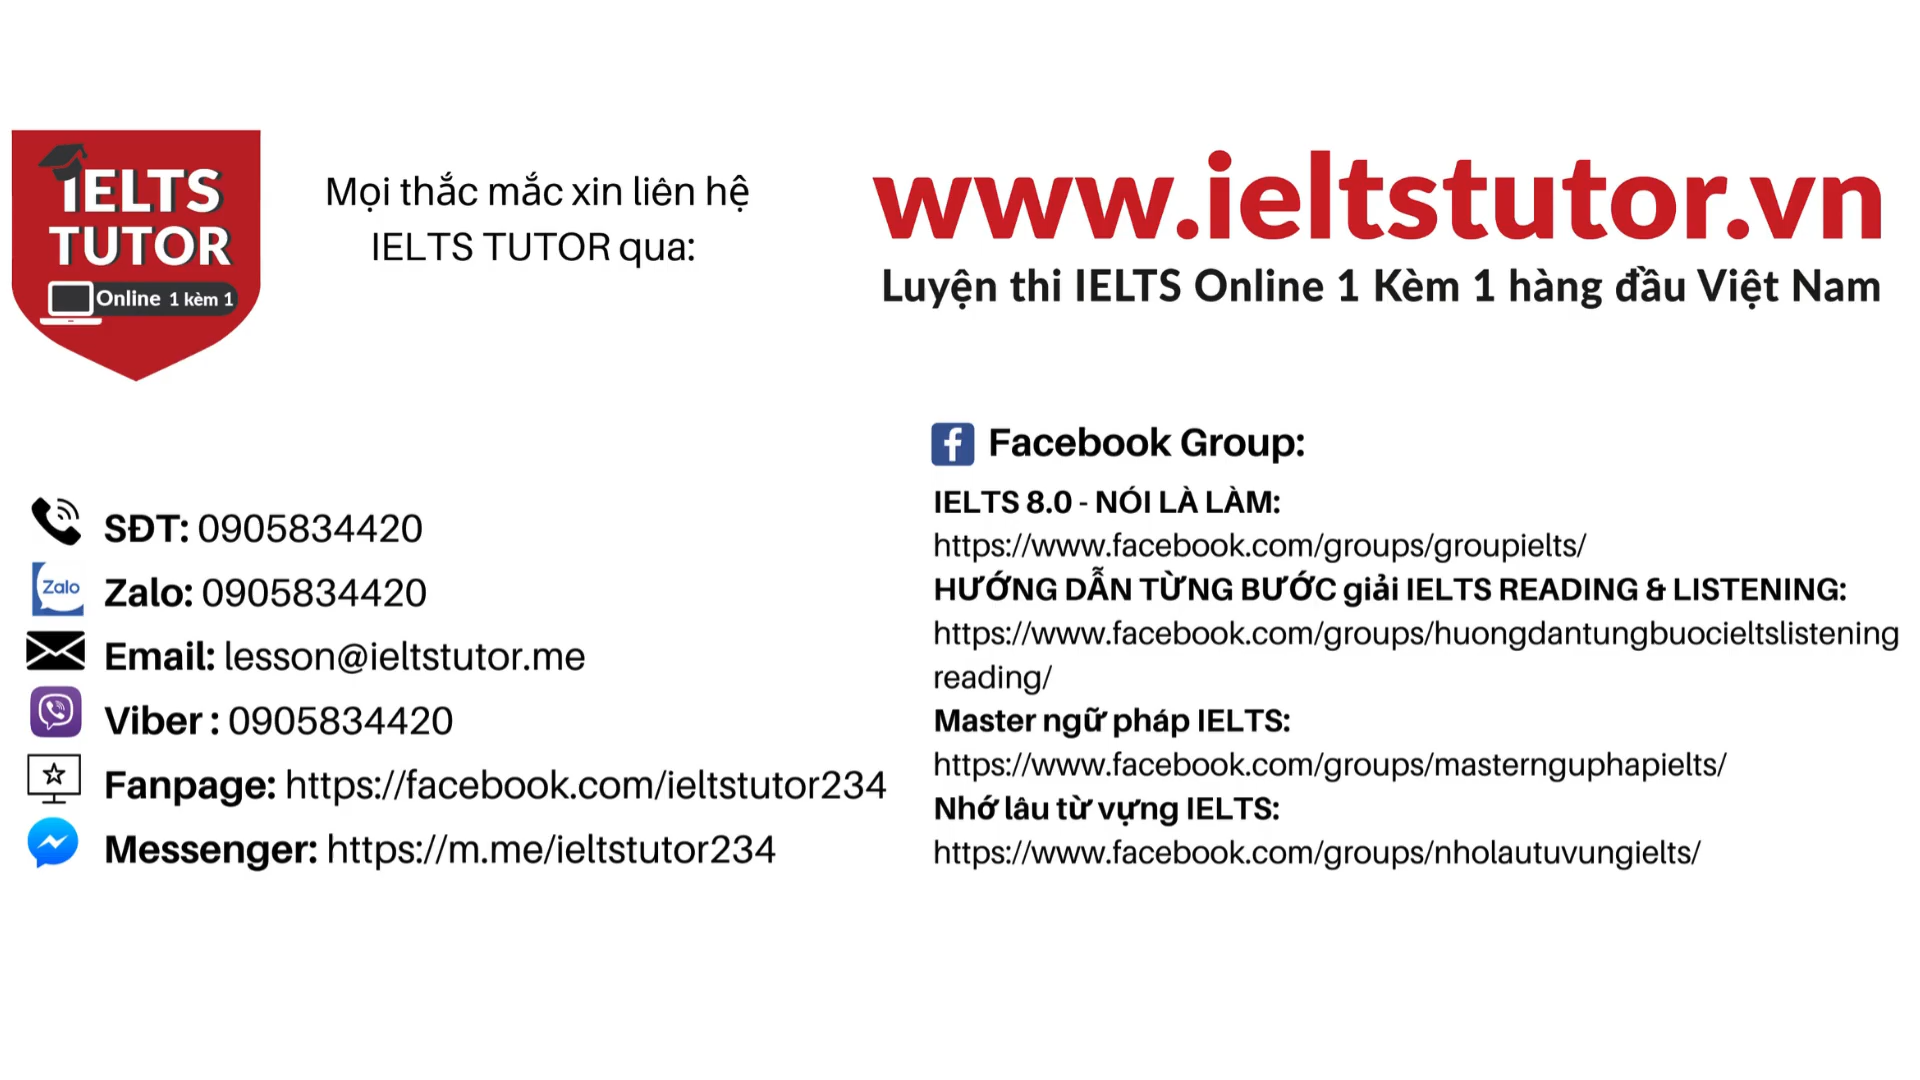 IELTS
TUTOR
Online 1 kèm 1
Mọi thắc mắc xin liên hệ
IELTS TUTOR qua:
www.ieltstutor.vn
Luyện thi IELTS Online 1 Kèm 1 hàng đầu Việt Nam
SĐT: 0905834420
Zalo
Zalo: 0905834420
Email: lesson@ieltstutor.me
Viber : 0905834420
Fanpage: https://facebook.com/ieltstutor234
Messenger: https://m.me/ieltstutor234
f Facebook Group:
IELTS 8.0 - NÓI LÀ LÀM:
https://www.facebook.com/groups/groupielts/
HƯỚNG DẪN TỪNG BƯỚC giải IELTS READING & LISTENING:
https://www.facebook.com/groups/huongdantungbuocieltslistening
reading/
Master ngữ pháp IELTS:
https://www.facebook.com/groups/masternguphapielts/
Nhớ lâu từ vựng IELTS:
https://www.facebook.com/groups/nholautuvungielts/